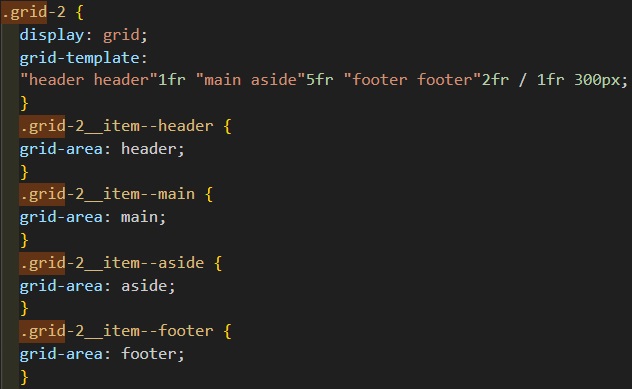 .grid-2 {
display: grid;
grid-template:
"header header"1fr "main aside"5fr "footer footer"2fr / 1fr 300px;
}
.grid-2__item--header {
grid-area: header;
}
.grid-2__item--main {
grid-area: main;
}
.grid-2__item--aside {
grid-area: aside;
}
.grid-2__item--footer {
grid-area: footer;
}